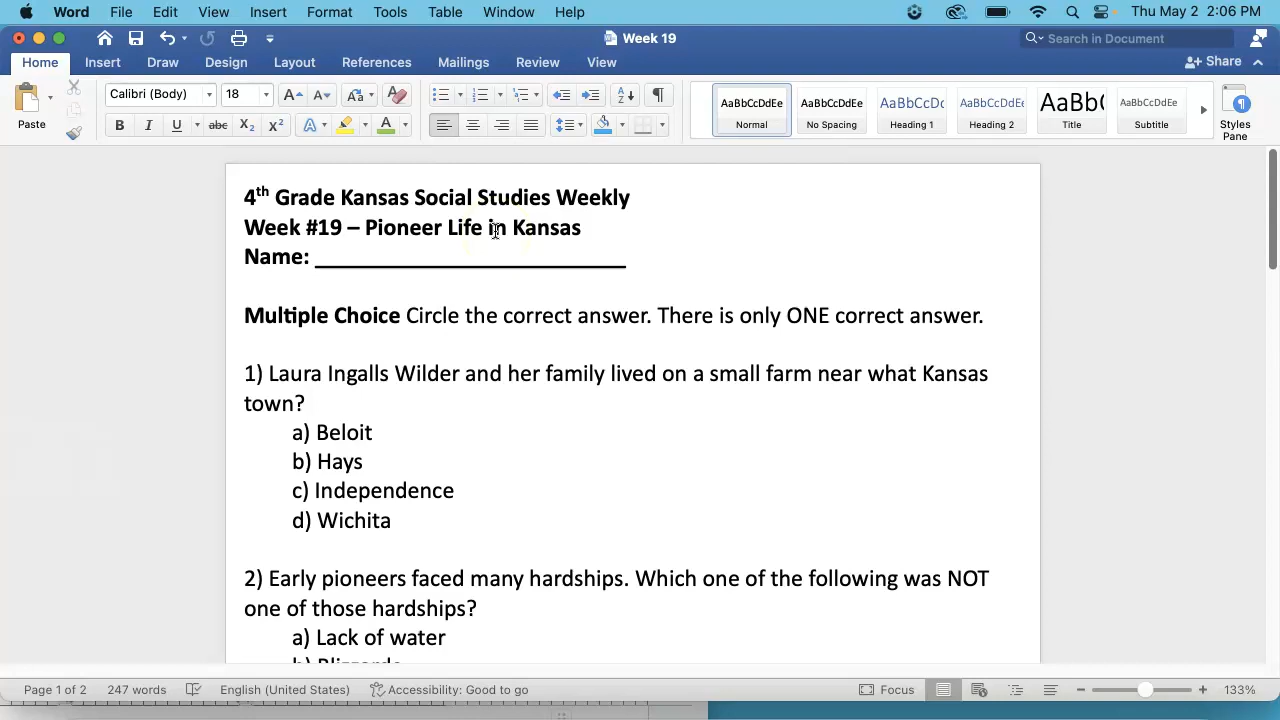 Word File Edit View Insert Format Tools Table Window Help Thu May 2 2:06 PM
Week 19 Search in Document
Home Insert Draw Design Layout References Mailings Review View Share
Paste Calibri (Body) 18 AaBbCcDdEe AaBbCcDdEe AaBbCcDc AaBbCcDdEe AaBbC AaBbCcDdEe
Normal No Spacing Heading 1 Heading 2 Title Subtitle Styles Pane
4th Grade Kansas Social Studies Weekly
Week #19 – Pioneer Life in Kansas
Name: ___________________________
Multiple Choice Circle the correct answer. There is only ONE correct answer.
1) Laura Ingalls Wilder and her family lived on a small farm near what Kansas
town?
a) Beloit
b) Hays
c) Independence
d) Wichita
2) Early pioneers faced many hardships. Which one of the following was NOT
one of those hardships?
a) Lack of water
b) Blizzards
Page 1 of 2 247 words English (United States) Accessibility: Good to go Focus 133%